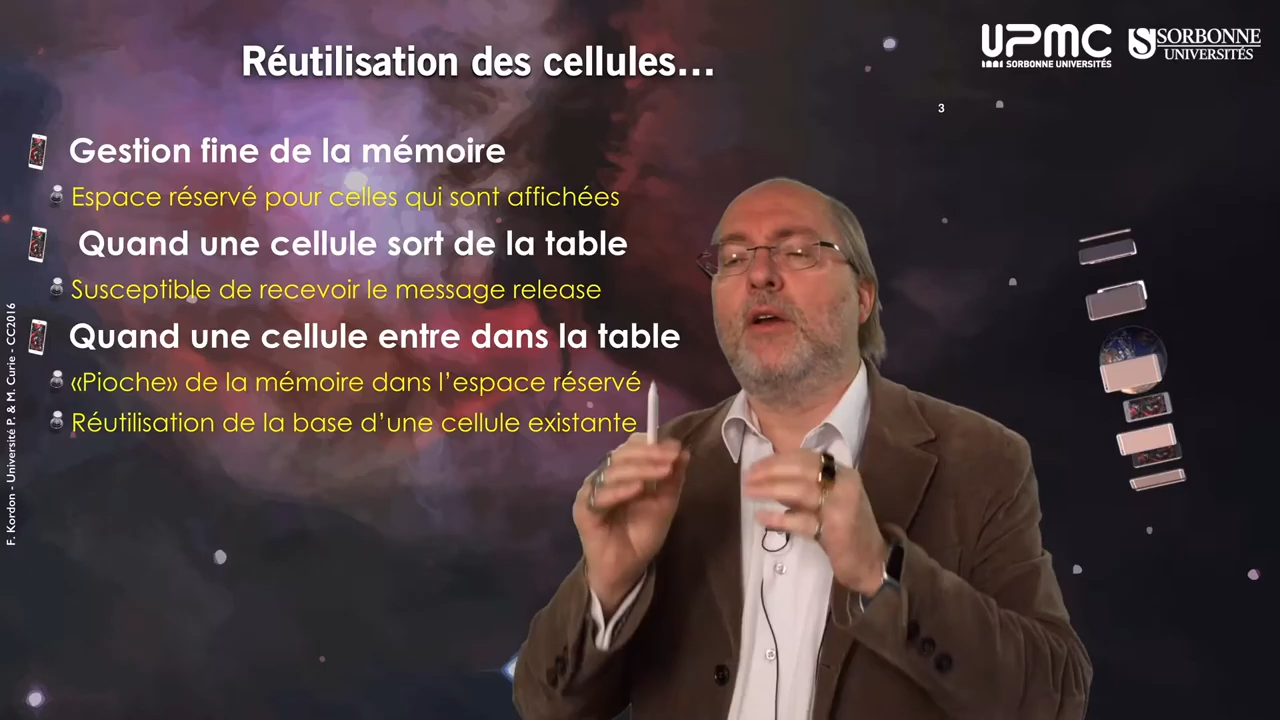 Réutilisation des cellules...
UPMC
SORBONNE UNIVERSITÉS
SORBONNE
UNIVERSITÉS
3
Gestion fine de la mémoire
Espace réservé pour celles qui sont affichées
Quand une cellule sort de la table
Susceptible de recevoir le message release
Quand une cellule entre dans la table
«Pioche» de la mémoire dans l'espace réservé
Réutilisation de la base d'une cellule existante
F. Kordon - Université P. & M. Curie - CC2016